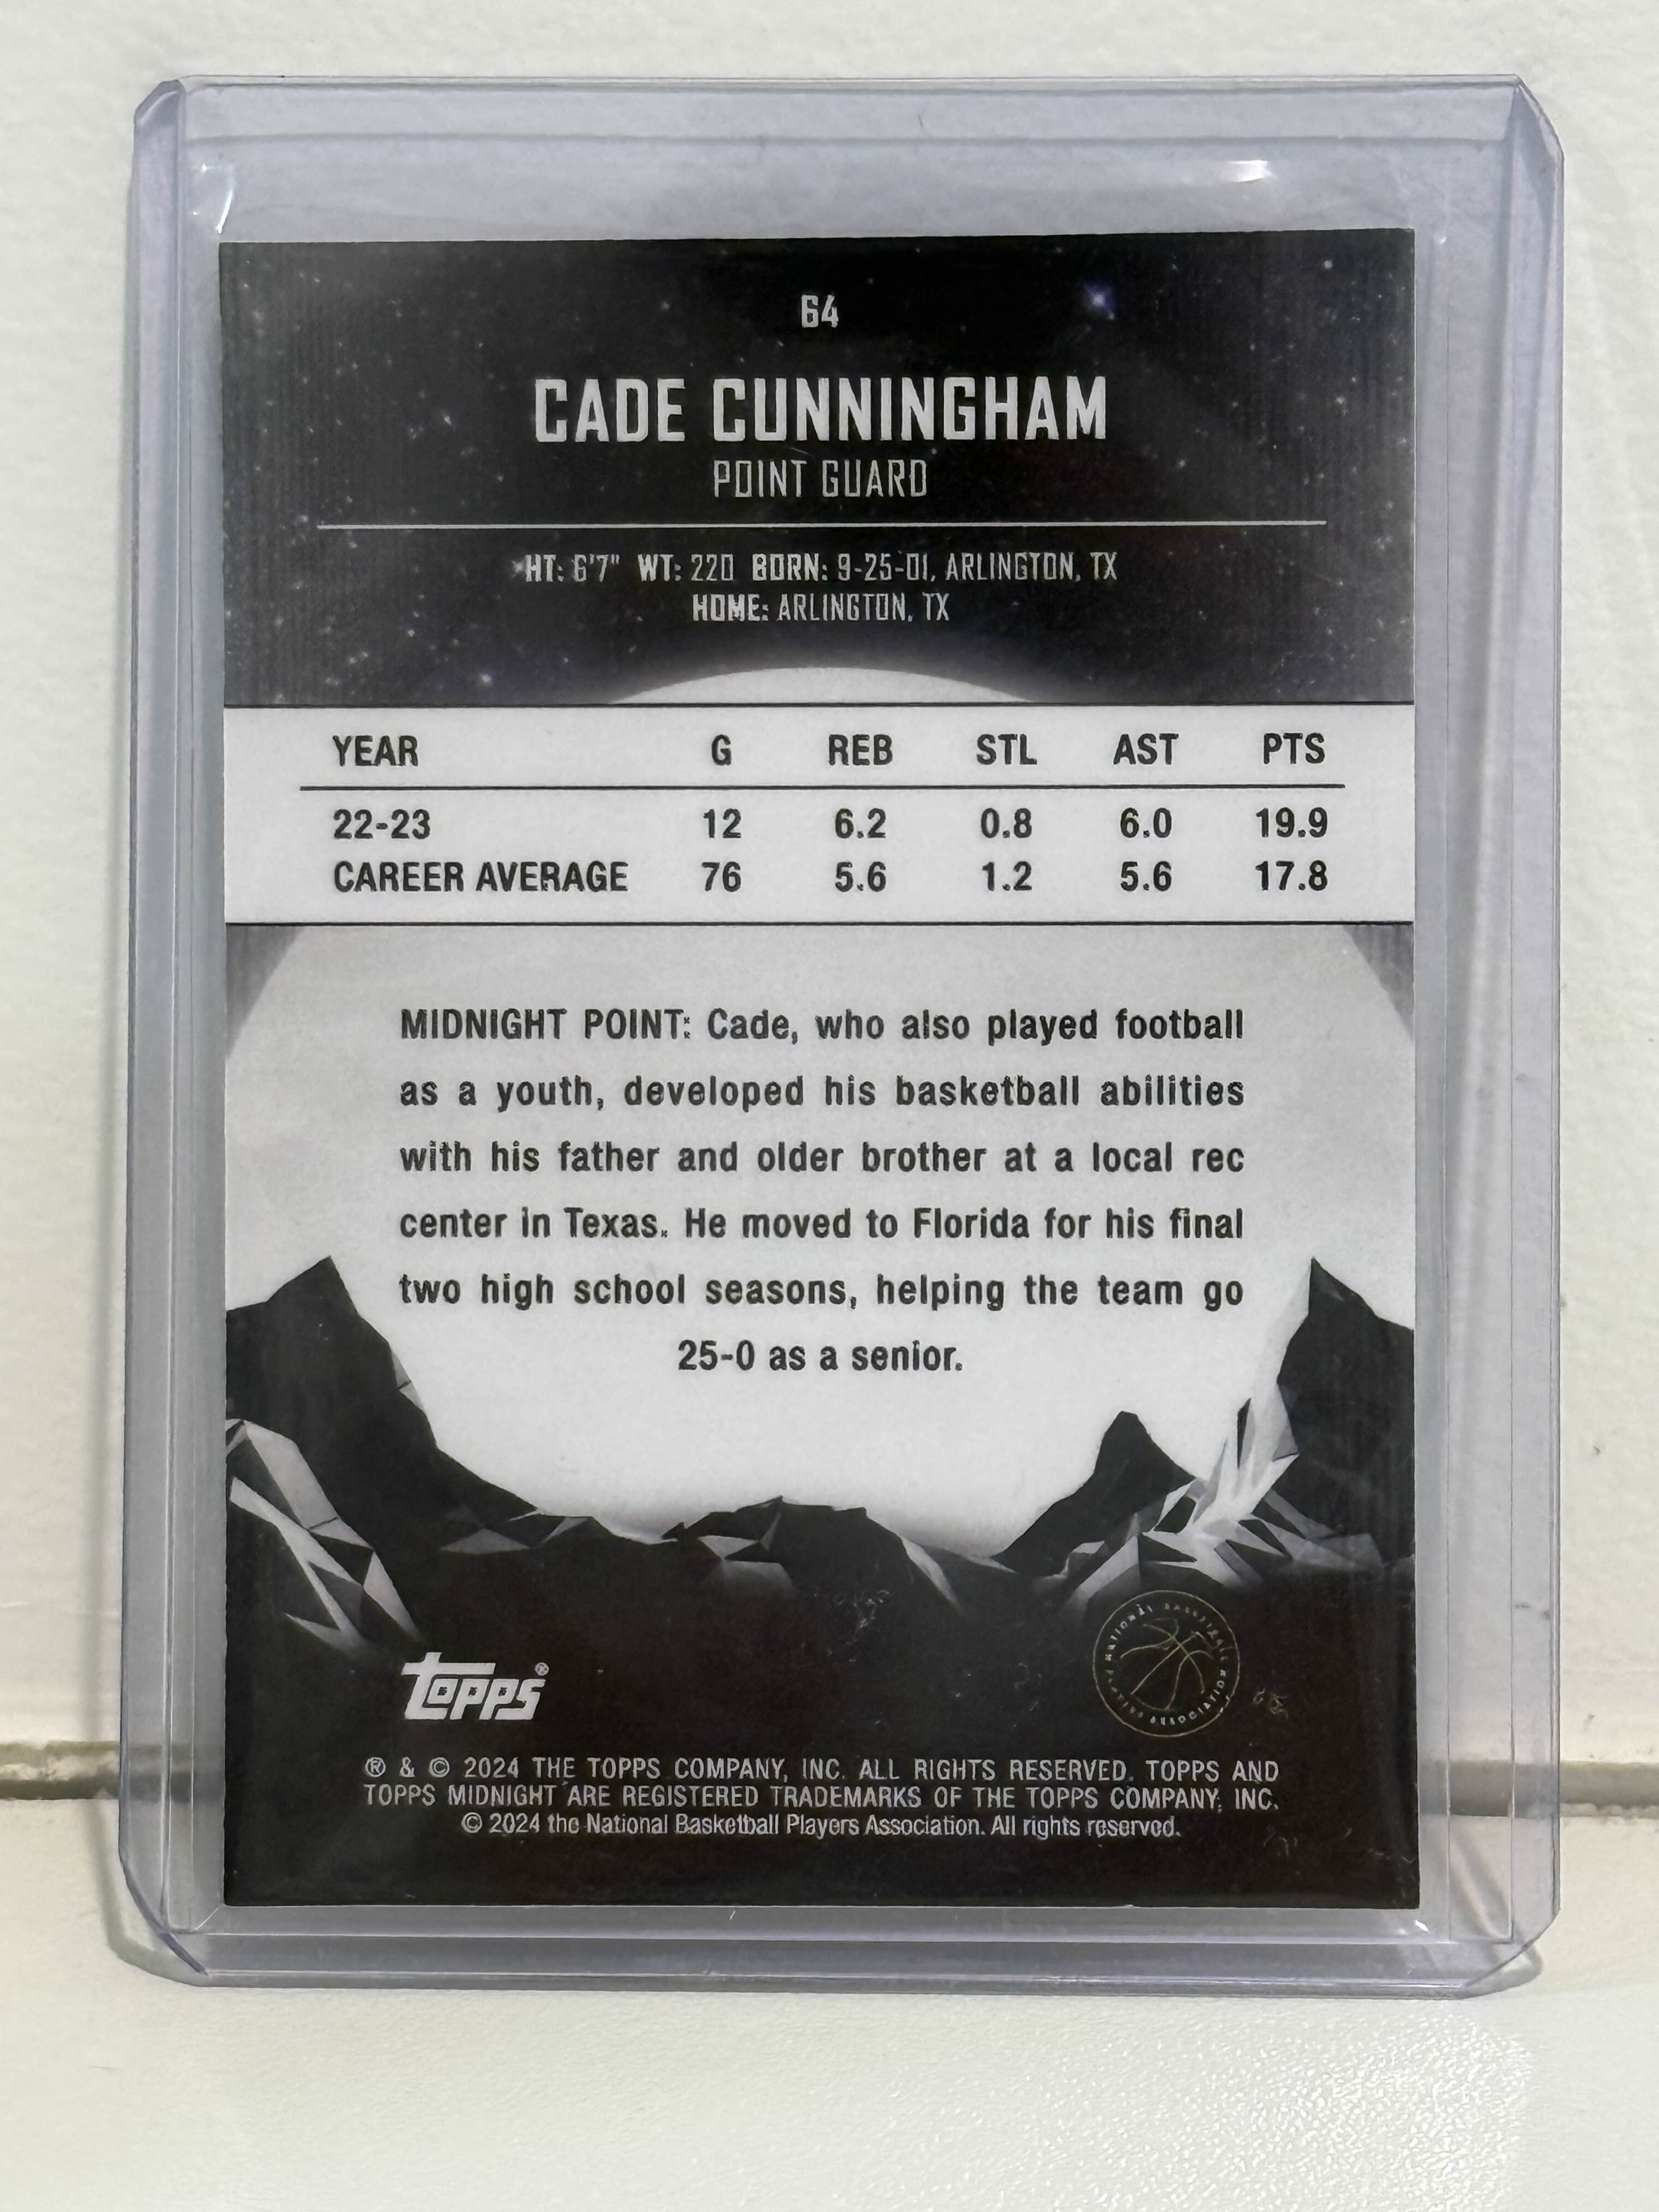 64
CADE CUNNINGHAM
POINT GUARD
HT: 6'7" WT: 220 BORN: 9-25-01, ARLINGTON, TX
HOME: ARLINGTON, TX
YEAR G REB STL AST PTS
22-23 12 6.2 0.8 6.0 19.9
CAREER AVERAGE 76 5.6 1.2 5.6 17.8
MIDNIGHT POINT: Cade, who also played football
as a youth, developed his basketball abilities
with his father and older brother at a local rec
center in Texas. He moved to Florida for his final
two high school seasons, helping the team go
25-0 as a senior.
NATIONAL BASKETBALL PLAYERS ASSOCIATION
Topps®
® & © 2024 THE TOPPS COMPANY, INC. ALL RIGHTS RESERVED. TOPPS AND
TOPPS MIDNIGHT ARE REGISTERED TRADEMARKS OF THE TOPPS COMPANY, INC.
© 2024 the National Basketball Players Association. All rights reserved.